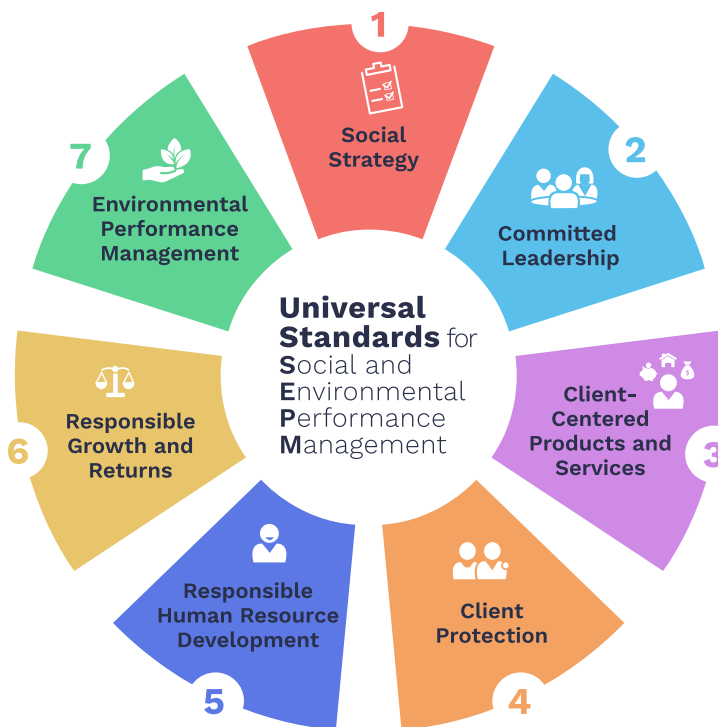 1
Social
Strategy
2
Committed
Leadership
3
Client-
Centered
Products and
Services
4
Client
Protection
5
Responsible
Human Resource
Development
6
Responsible
Growth and
Returns
7
Environmental
Performance
Management
Universal
Standards for
Social and
Environmental
Performance
Management
$